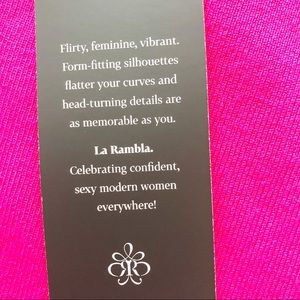 Flirty, feminine, vibrant.
Form-fitting silhouettes
flatter your curves and
head-turning details are
as memorable as you.
La Rambla.
Celebrating confident,
sexy modern women
everywhere!